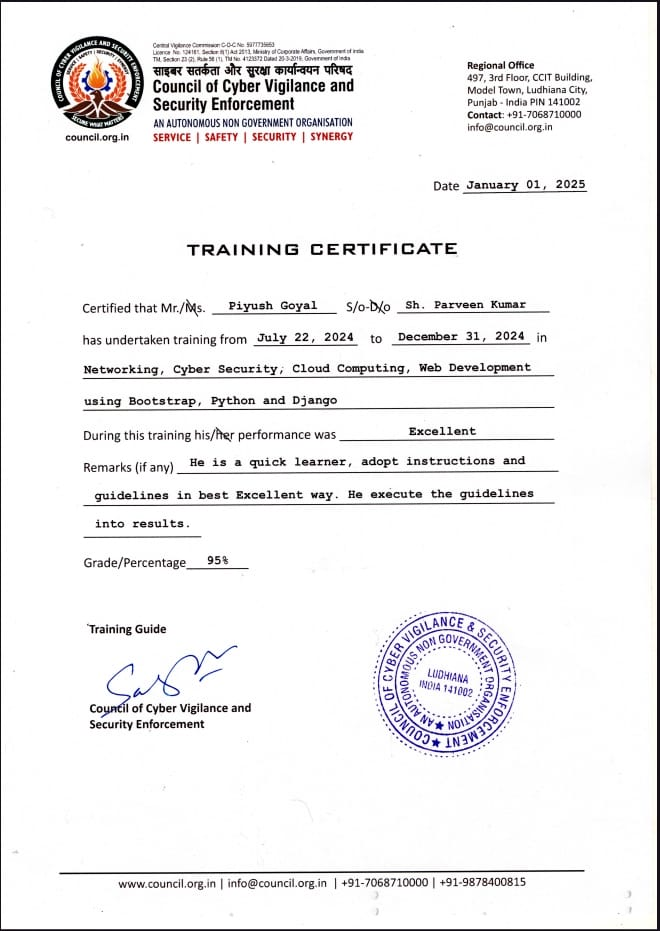 COUNCIL OF CYBER VIGILANCE AND SECURITY ENFORCEMENT
SAFETY | SECURITY |
SECURE WHAT MATTERS
council.org.in
Central Vigilance Commission C-O-C No. 5977735653
Licence No. 124161, Section 8(1) Act 2013, Ministry of Corporate Affairs, Government of India
TM, Section 23 (2), Rule 56 (1), TM No. 4123572 Dated 20-3-2019, Government of India
साइबर सतर्कता और सुरक्षा कार्यान्वयन परिषद
Council of Cyber Vigilance and
Security Enforcement
AN AUTONOMOUS NON GOVERNMENT ORGANISATION
SERVICE | SAFETY | SECURITY | SYNERGY
Regional Office
497, 3rd Floor, CCIT Building,
Model Town, Ludhiana City,
Punjab - India PIN 141002
Contact: +91-7068710000
info@council.org.in
Date January 01, 2025
TRAINING CERTIFICATE
Certified that Mr./Ms. Piyush Goyal S/o-D/o Sh. Parveen Kumar
has undertaken training from July 22, 2024 to December 31, 2024 in
Networking, Cyber Security, Cloud Computing, Web Development
using Bootstrap, Python and Django
During this training his/her performance was Excellent
Remarks (if any) He is a quick learner, adopt instructions and
guidelines in best Excellent way. He execute the guidelines
into results.
Grade/Percentage 95%
Training Guide
Council of Cyber Vigilance and
Security Enforcement
COUNCIL OF CYBER VIGILANCE & SECURITY ENFORCEMENT
AN AUTONOMOUS NON GOVERNMENT ORGANISATION
LUDHIANA
INDIA 141002
www.council.org.in | info@council.org.in | +91-7068710000 | +91-9878400815